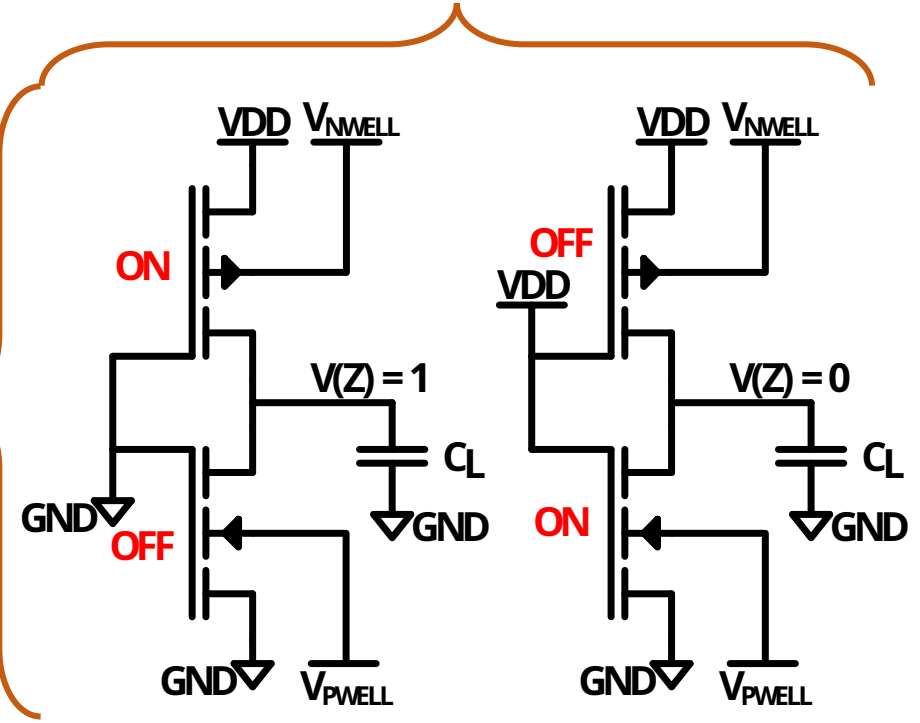 VDD VNWELL
ON
V(Z) = 1
CL
GND
GND
OFF
GND
VPWELL
VDD VNWELL
OFF
VDD
V(Z) = 0
CL
GND
ON
GND
VPWELL